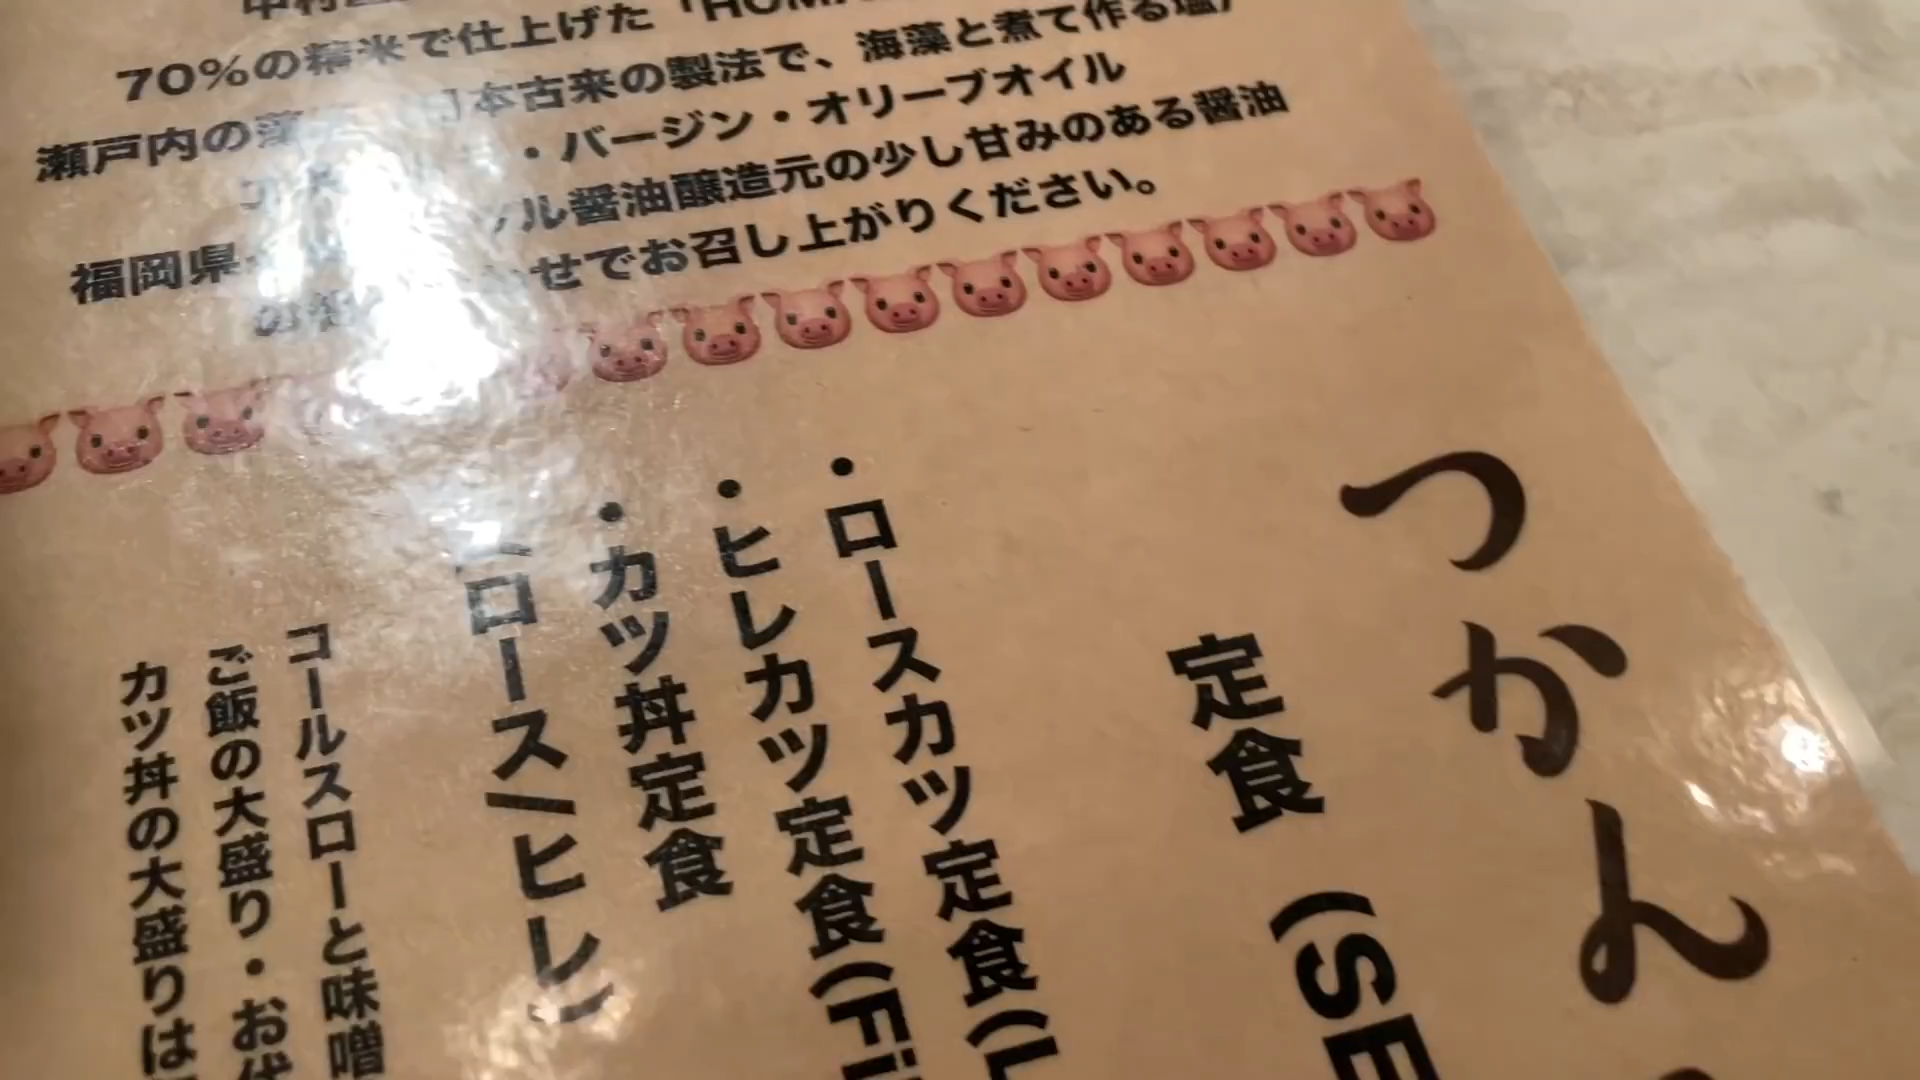 70%の精米で仕上げた「HOM
瀬戸内の藻 日本古来の製法で、海藻と煮て作る塩
・バージン・オリーブオイル
福岡県 ル醤油醸造元の少し甘みのある醤油
せでお召し上がりください。
つかん
定食 (SE
・ロースカツ定食(L
・ヒレカツ定食(Fi
・カツ丼定食
(ロース/ヒレ)
コールスローと味噌
ご飯の大盛り・お代
カツ丼の大盛りは